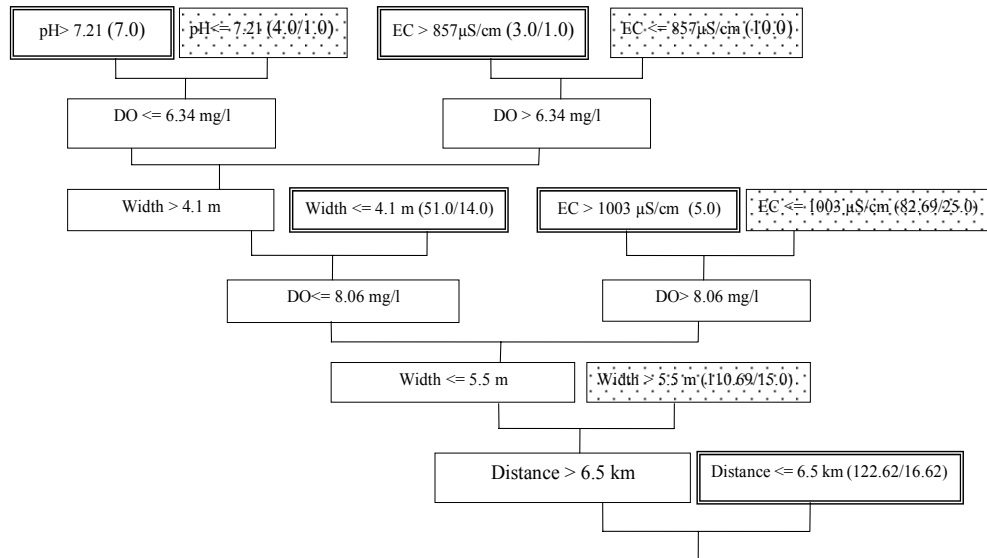 pH> 7.21 (7.0)
pH<= 7.21 (4.0/1.0)
EC > 857μS/cm (3.0/1.0)
EC <= 857μS/cm (10.0)
DO <= 6.34 mg/l
DO > 6.34 mg/l
Width > 4.1 m
Width <= 4.1 m (51.0/14.0)
EC > 1003 μS/cm (5.0)
EC <= 1003 μS/cm (82.69/25.0)
DO<= 8.06 mg/l
DO> 8.06 mg/l
Width <= 5.5 m
Width > 5.5 m (110.69/15.0)
Distance > 6.5 km
Distance <= 6.5 km (122.62/16.62)